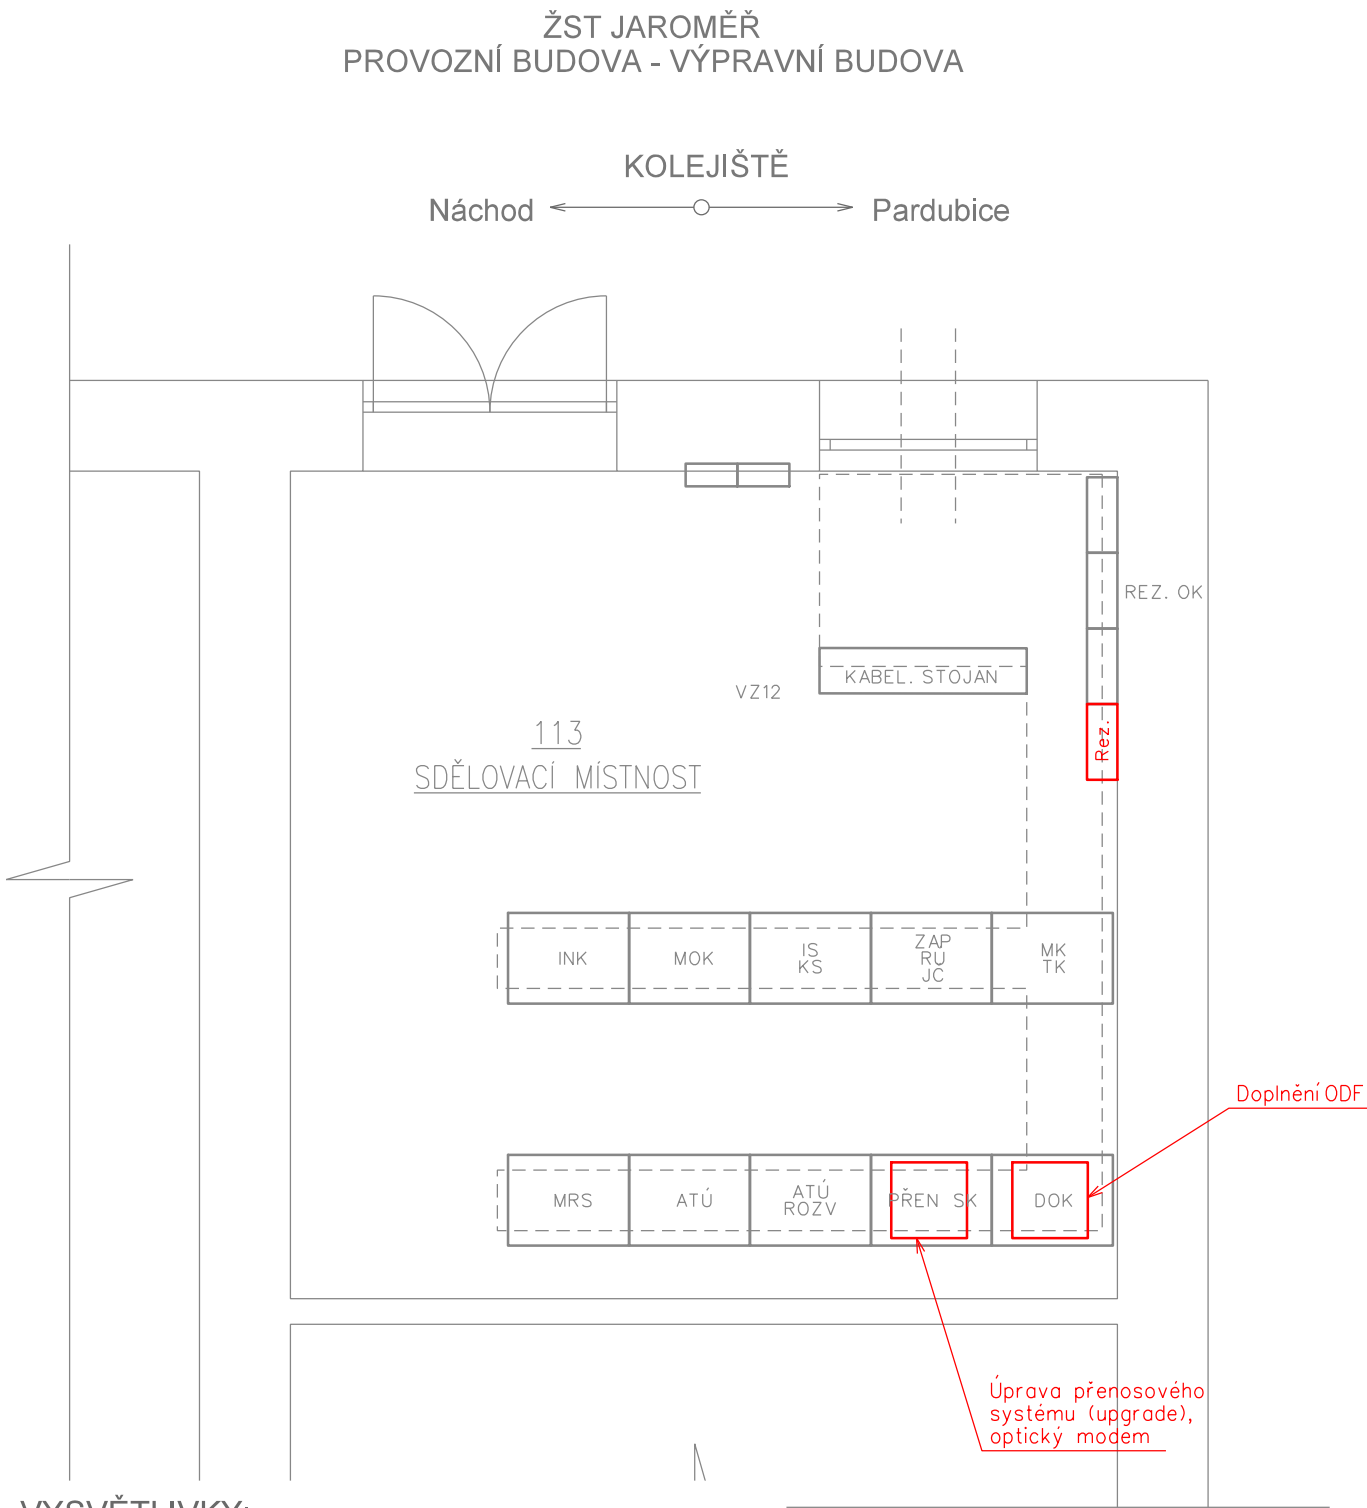 ŽST JAROMĚŘ
PROVOZNÍ BUDOVA - VÝPRAVNÍ BUDOVA
KOLEJIŠTĚ
Náchod
Pardubice
REZ. OK
KABEL. STOJAN
VZ12
Rez.
113
SDĚLOVACÍ MÍSTNOST
INK
MOK
IS
KS
ZAP
RU
JC
MK
TK
Doplnění ODF
MRS
ATÚ
ATÚ
ROZV
PŘEN SK
DOK
Úprava přenosového
systému (upgrade),
optický modem
VYSVĚTLIVKY: